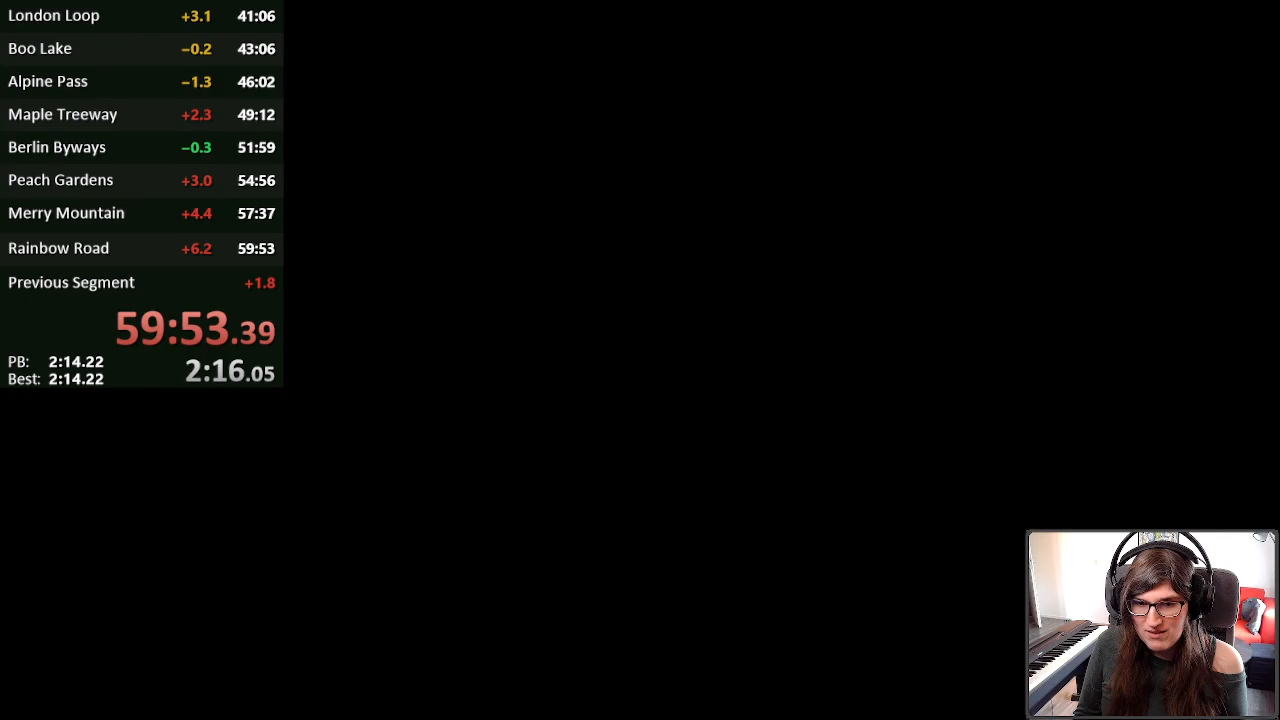 London Loop +3.1 41:06
Boo Lake −0.2 43:06
Alpine Pass −1.3 46:02
Maple Treeway +2.3 49:12
Berlin Byways −0.3 51:59
Peach Gardens +3.0 54:56
Merry Mountain +4.4 57:37
Rainbow Road +6.2 59:53
Previous Segment +1.8
59:53.39
PB: 2:14.22
Best: 2:14.22
2:16.05